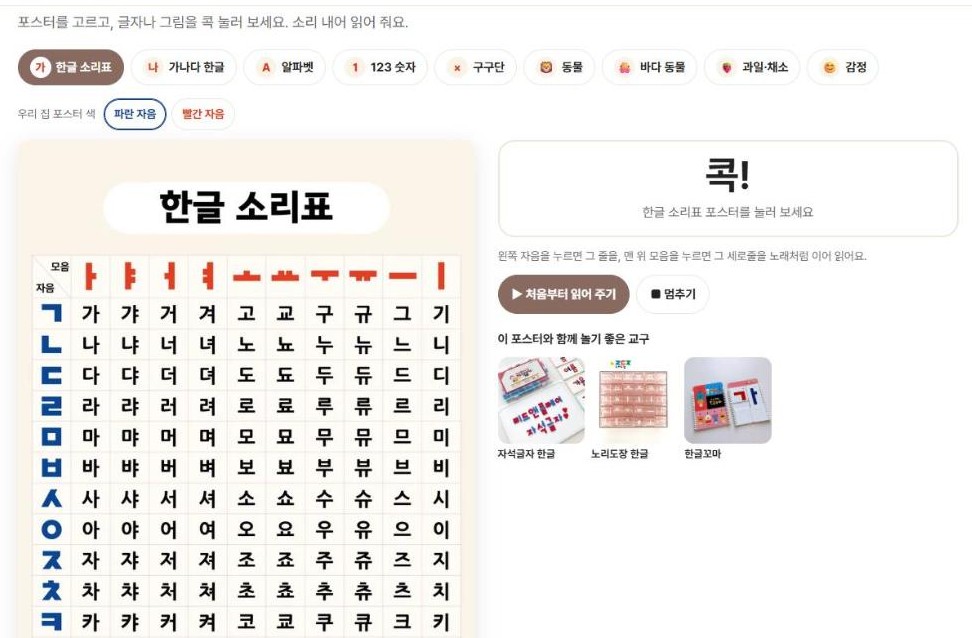 포스터를 고르고, 글자나 그림을 콕 눌러 보세요. 소리 내어 읽어 줘요.
가 한글 소리표 나 가나다 한글 A 알파벳 1 123 숫자 × 구구단 동물 바다 동물 과일·채소 감정
우리 집 포스터 색 파란 자음 빨간 자음
한글 소리표
모음
자음
ㅏ ㅑ ㅓ ㅕ ㅗ ㅛ ㅜ ㅠ ㅡ ㅣ
ㄱ 가 갸 거 겨 고 교 구 규 그 기
ㄴ 나 냐 너 녀 노 뇨 누 뉴 느 니
ㄷ 다 댜 더 뎌 도 됴 두 듀 드 디
ㄹ 라 랴 러 려 로 료 루 류 르 리
ㅁ 마 먀 머 며 모 묘 무 뮤 므 미
ㅂ 바 뱌 버 벼 보 뵤 부 뷰 브 비
ㅅ 사 샤 서 셔 소 쇼 수 슈 스 시
ㅇ 아 야 어 여 오 요 우 유 으 이
ㅈ 자 쟈 저 져 조 죠 주 쥬 즈 지
ㅊ 차 챠 처 쳐 초 쵸 추 츄 츠 치
ㅋ 카 캬 커 켜 코 쿄 쿠 큐 크 키
콕!
한글 소리표 포스터를 눌러 보세요
왼쪽 자음을 누르면 그 줄을, 맨 위 모음을 누르면 그 세로줄을 노래처럼 이어 읽어요.
▶ 처음부터 읽어 주기 ■ 멈추기
이 포스터와 함께 놀기 좋은 교구
자석글자
가
자석글자 한글 노리도장 한글 한글꼬마